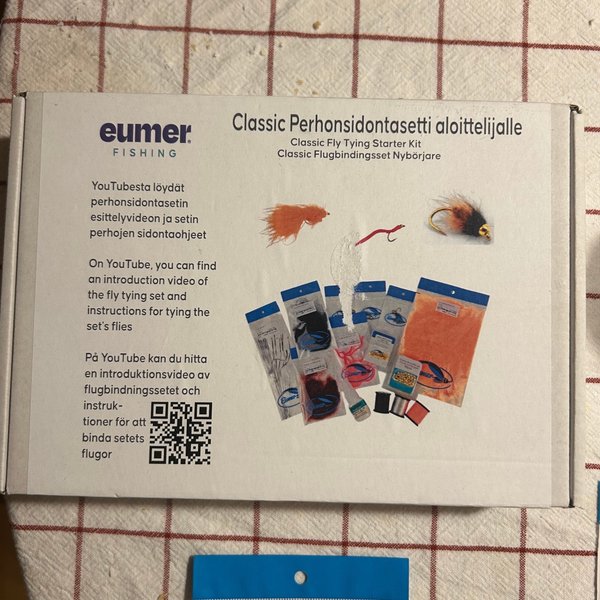 eumer
FISHING
Classic Perhonsidontasetti aloittelijalle
Classic Fly Tying Starter Kit
Classic Flugbindingsset Nybörjare
YouTubesta löydät
perhonsidontasetin
esittelyvideon ja setin
perhojen sidontaohjeet
On YouTube, you can find
an introduction video of
the fly tying set and
instructions for tying the
set's flies
På YouTube kan du hitta
en introduktionsvideo av
flugbindningssetet och
instruk-
tioner för att
binda setets
flugor